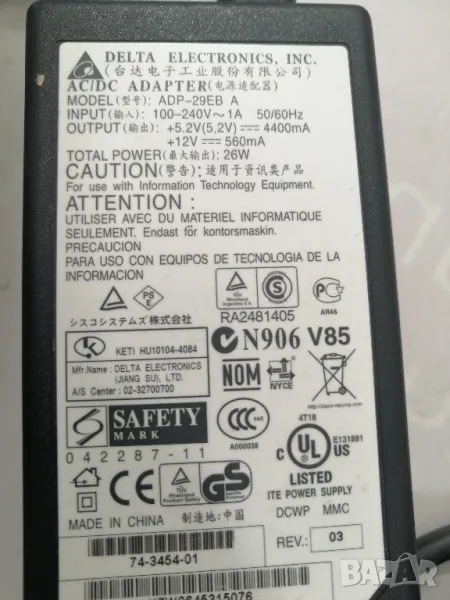 DELTA ELECTRONICS, INC.
(台达电子工业股份有限公司)
AC/DC ADAPTER(电源适配器)
MODEL(型号): ADP-29EB A
INPUT(输入): 100-240V~1A 50/60Hz
OUTPUT(输出): +5.2V(5,2V)⎓4400mA
+12V⎓560mA
TOTAL POWER(最大输出): 26W
CAUTION(警告): 适用于资讯类产品
For use with Information Technology Equipment.
ATTENTION:
UTILISER AVEC DU MATERIEL INFORMATIQUE
SEULEMENT. Endast för kontorsmaskin.
PRECAUCION
PARA USO CON EQUIPOS DE TECNOLOGIA DE LA
INFORMACION
PS
E
TÜV
S
シスコシステムズ株式会社
RA2481405
AR46
KETI HU10104-4084
N906 V85
Mfr.Name: DELTA ELECTRONICS
(JIANG SU), LTD.
A/S Center: 02-32700700
NOM
NYCE
S
SAFETY
MARK
042287-11
CCC
S&E
A000038
4T18
C UL US
E131881
LISTED
ITE POWER SUPPLY
CE
TÜV
GS
MADE IN CHINA 制造地:中国
DCWP MMC
74-3454-01
REV.: 03
bazar